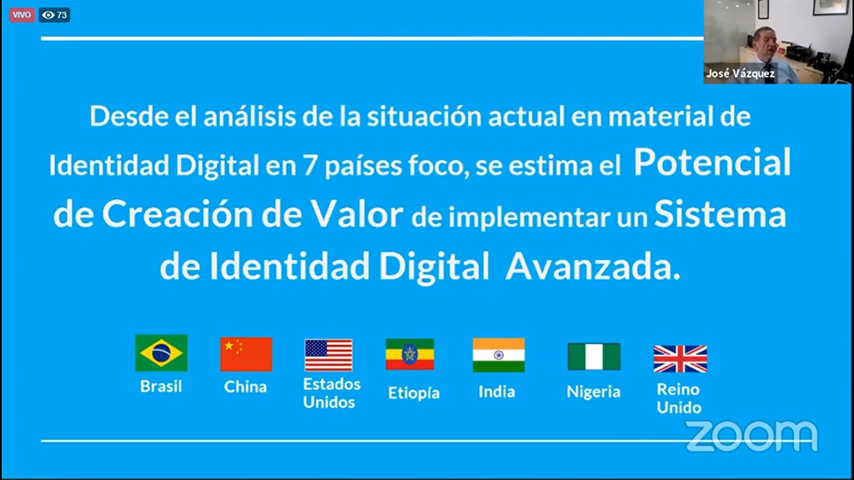 VIVO 73
José Vázquez
Desde el análisis de la situación actual en material de
Identidad Digital en 7 países foco, se estima el Potencial
de Creación de Valor de implementar un Sistema
de Identidad Digital Avanzada.
Brasil
China
Estados
Unidos
Etiopía
India
Nigeria
Reino
Unido
zoom